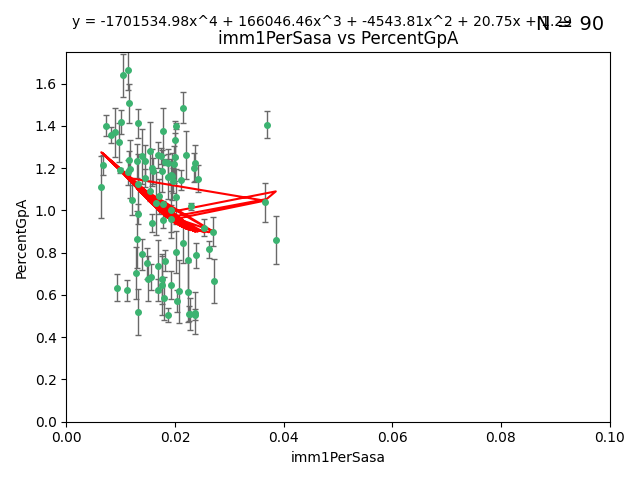 y = -1701534.98x^4 + 166046.46x^3 + -4543.81x^2 + 20.75x + 1.29
N = 90
imm1PerSasa vs PercentGpA
PercentGpA
1.6
1.4
1.2
1.0
0.8
0.6
0.4
0.2
0.0
0.00 0.02 0.04 0.06 0.08 0.10
imm1PerSasa